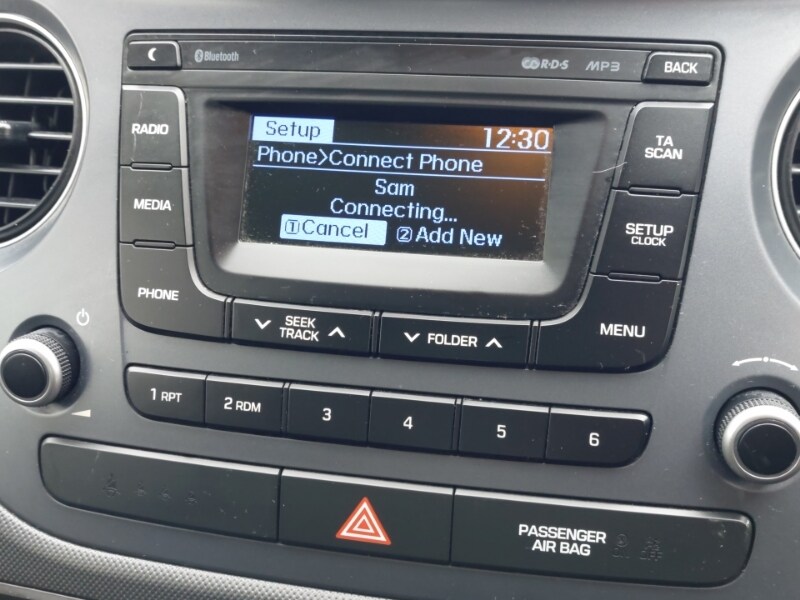 Bluetooth
R·D·S
MP3
BACK
RADIO
MEDIA
PHONE
Setup
12:30
Phone>Connect Phone
Sam
Connecting...
①Cancel
②Add New
TA
SCAN
SETUP
CLOCK
MENU
SEEK
TRACK
FOLDER
1 RPT
2 RDM
3
4
5
6
PASSENGER
AIR BAG